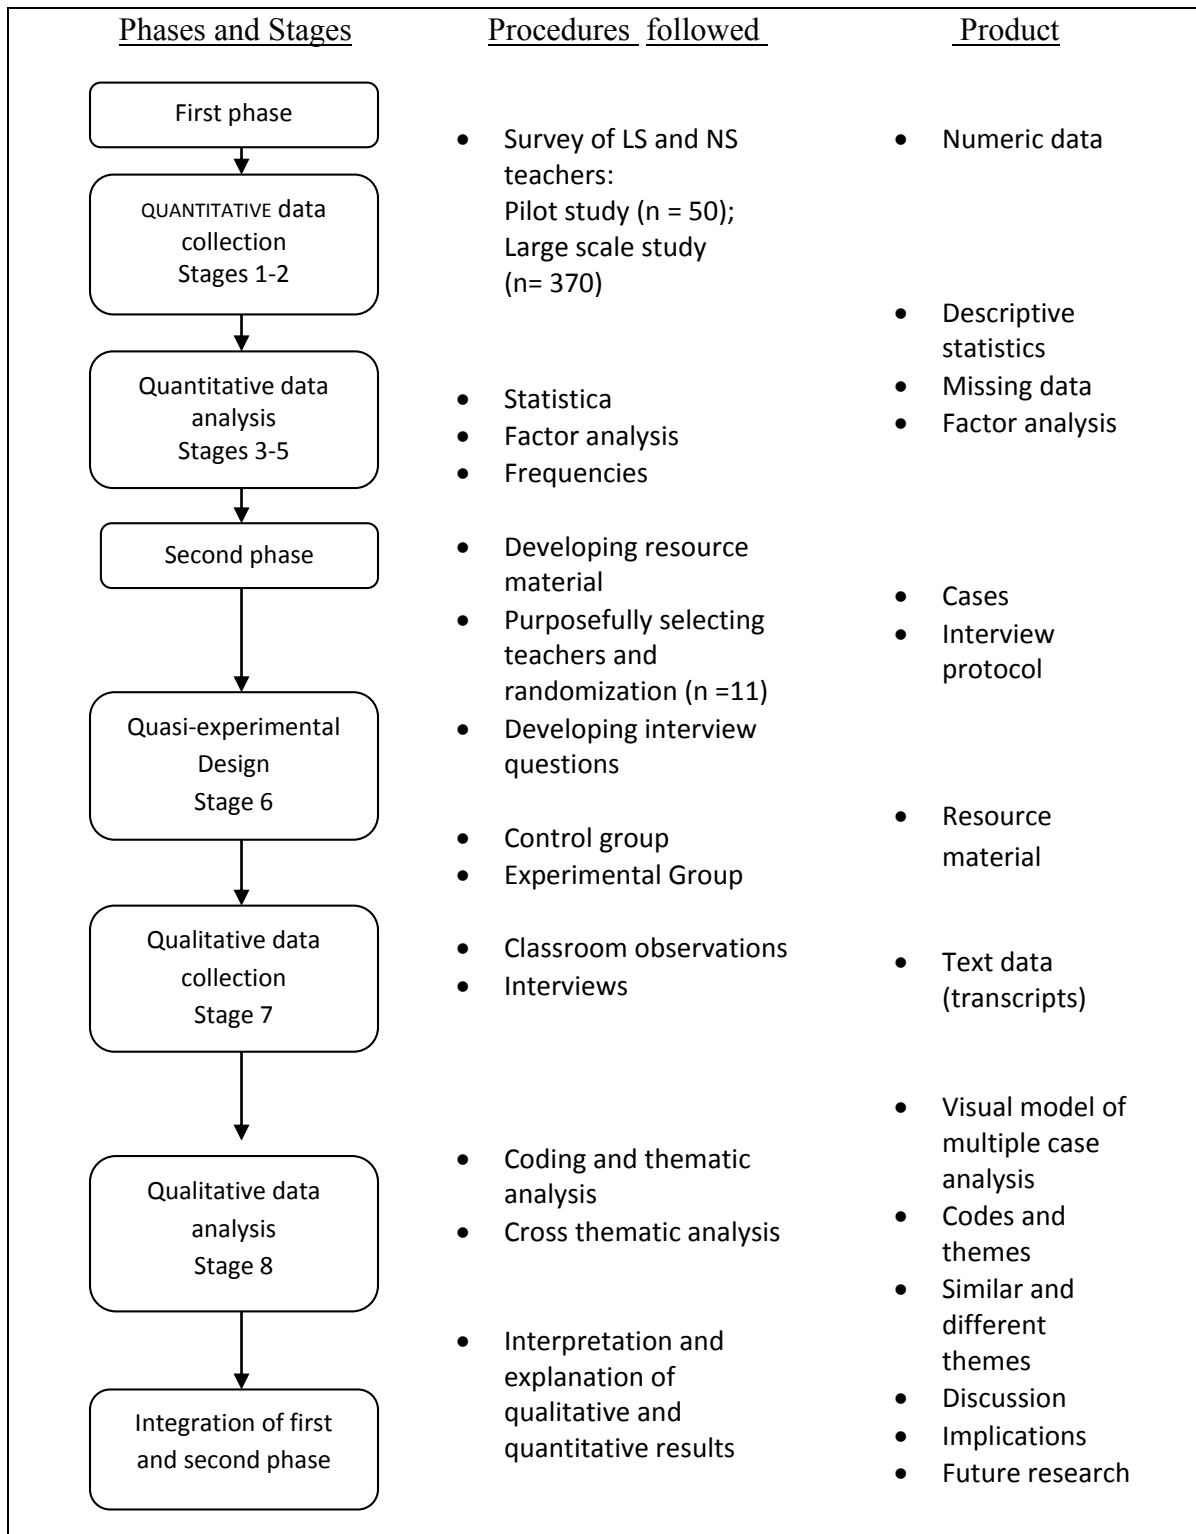 Phases and Stages
Procedures followed
Product
First phase
QUANTITATIVE data
collection
Stages 1-2
Quantitative data
analysis
Stages 3-5
Second phase
Quasi-experimental
Design
Stage 6
Qualitative data
collection
Stage 7
Qualitative data
analysis
Stage 8
Integration of first
and second phase
• Survey of LS and NS
teachers:
Pilot study (n = 50);
Large scale study
(n= 370)
• Statistica
• Factor analysis
• Frequencies
• Developing resource
material
• Purposefully selecting
teachers and
randomization (n =11)
• Developing interview
questions
• Control group
• Experimental Group
• Classroom observations
• Interviews
• Coding and thematic
analysis
• Cross thematic analysis
• Interpretation and
explanation of
qualitative and
quantitative results
• Numeric data
• Descriptive
statistics
• Missing data
• Factor analysis
• Cases
• Interview
protocol
• Resource
material
• Text data
(transcripts)
• Visual model of
multiple case
analysis
• Codes and
themes
• Similar and
different
themes
• Discussion
• Implications
• Future research